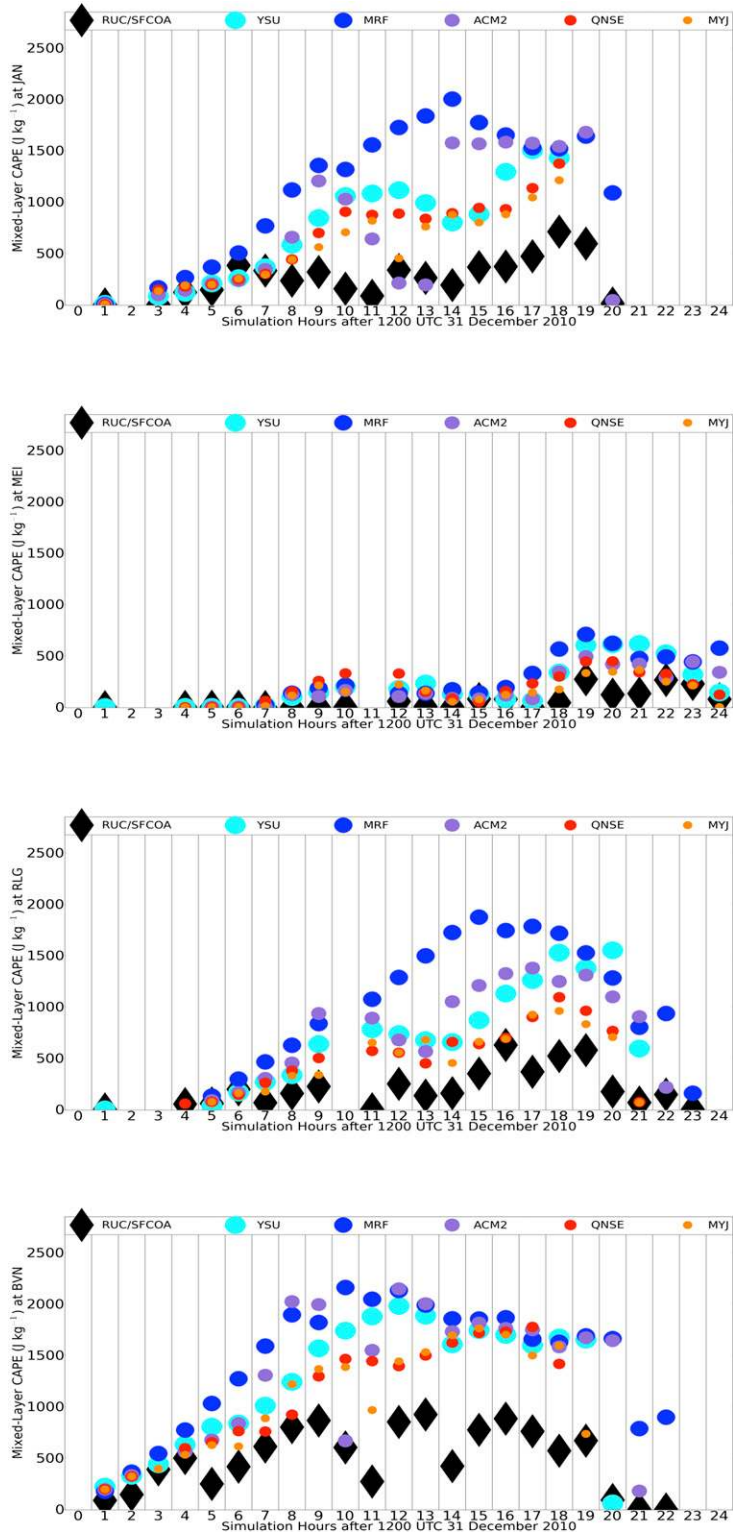 RUC/SFCOA YSU MRF ACM2 QNSE MYJ
Mixed-Layer CAPE (J kg⁻¹) at JAN
2500
2000
1500
1000
500
0
0 1 2 3 4 5 6 7 8 9 10 11 12 13 14 15 16 17 18 19 20 21 22 23 24
Simulation Hours after 1200 UTC 31 December 2010
RUC/SFCOA YSU MRF ACM2 QNSE MYJ
Mixed-Layer CAPE (J kg⁻¹) at MEI
2500
2000
1500
1000
500
0
0 1 2 3 4 5 6 7 8 9 10 11 12 13 14 15 16 17 18 19 20 21 22 23 24
Simulation Hours after 1200 UTC 31 December 2010
RUC/SFCOA YSU MRF ACM2 QNSE MYJ
Mixed-Layer CAPE (J kg⁻¹) at RLG
2500
2000
1500
1000
500
0
0 1 2 3 4 5 6 7 8 9 10 11 12 13 14 15 16 17 18 19 20 21 22 23 24
Simulation Hours after 1200 UTC 31 December 2010
RUC/SFCOA YSU MRF ACM2 QNSE MYJ
Mixed-Layer CAPE (J kg⁻¹) at BVN
2500
2000
1500
1000
500
0
0 1 2 3 4 5 6 7 8 9 10 11 12 13 14 15 16 17 18 19 20 21 22 23 24
Simulation Hours after 1200 UTC 31 December 2010